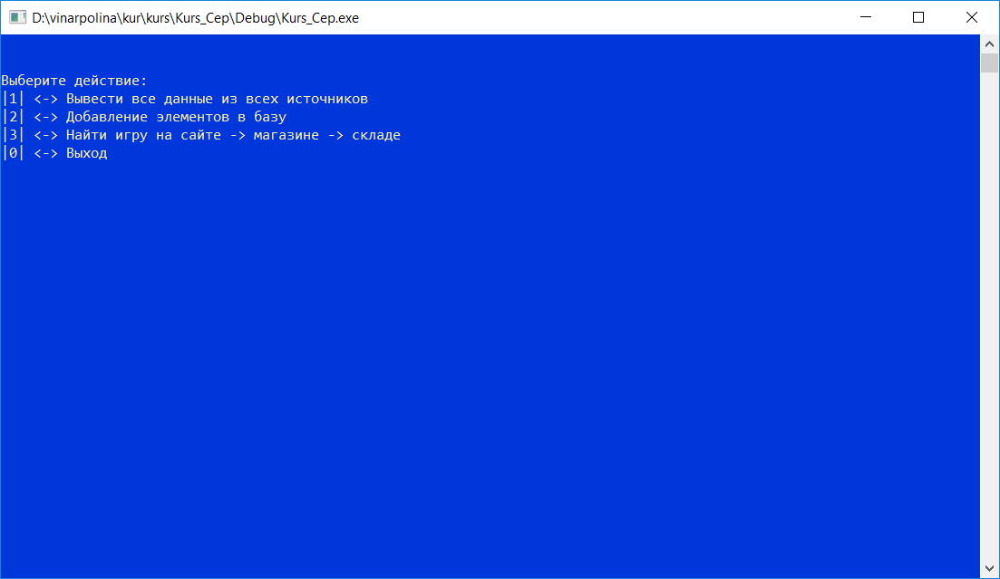 D:\vinarpolina\kur\kurs\Kurs_Cep\Debug\Kurs_Cep.exe
Выберите действие:
|1| <-> Вывести все данные из всех источников
|2| <-> Добавление элементов в базу
|3| <-> Найти игру на сайте -> магазине -> складе
|0| <-> Выход